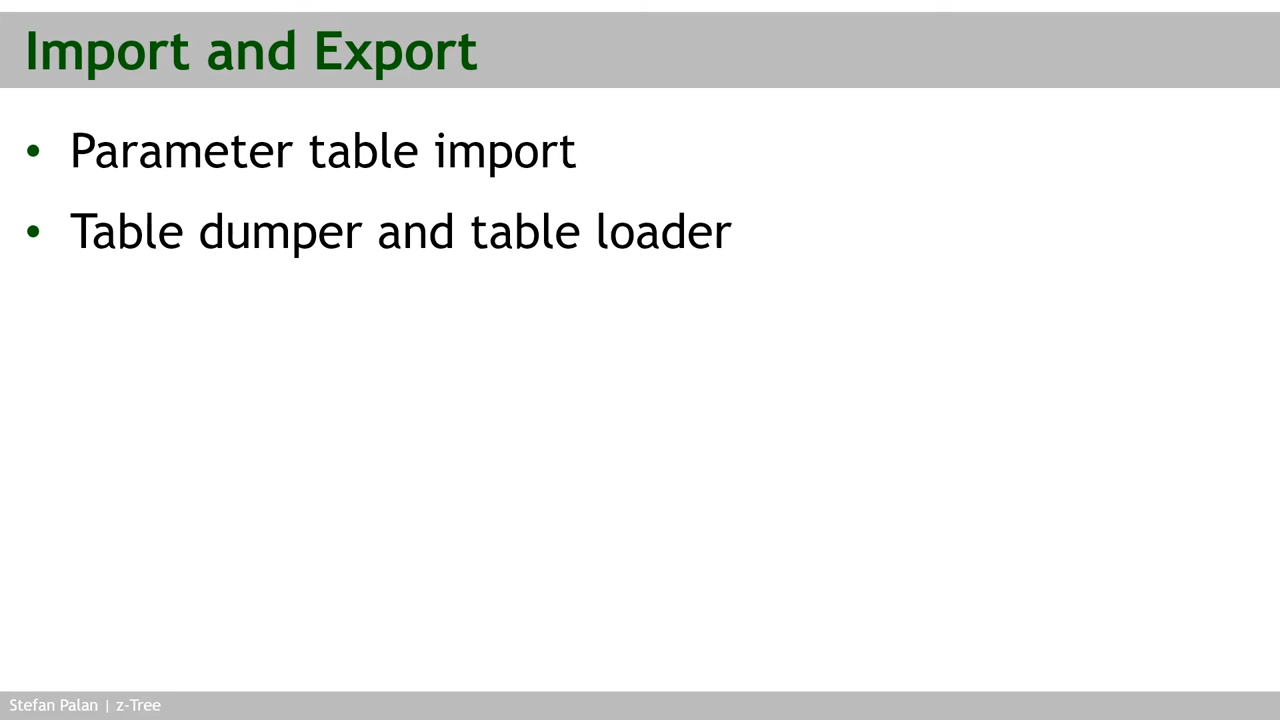 Import and Export
• Parameter table import
• Table dumper and table loader
Stefan Palan | z-Tree